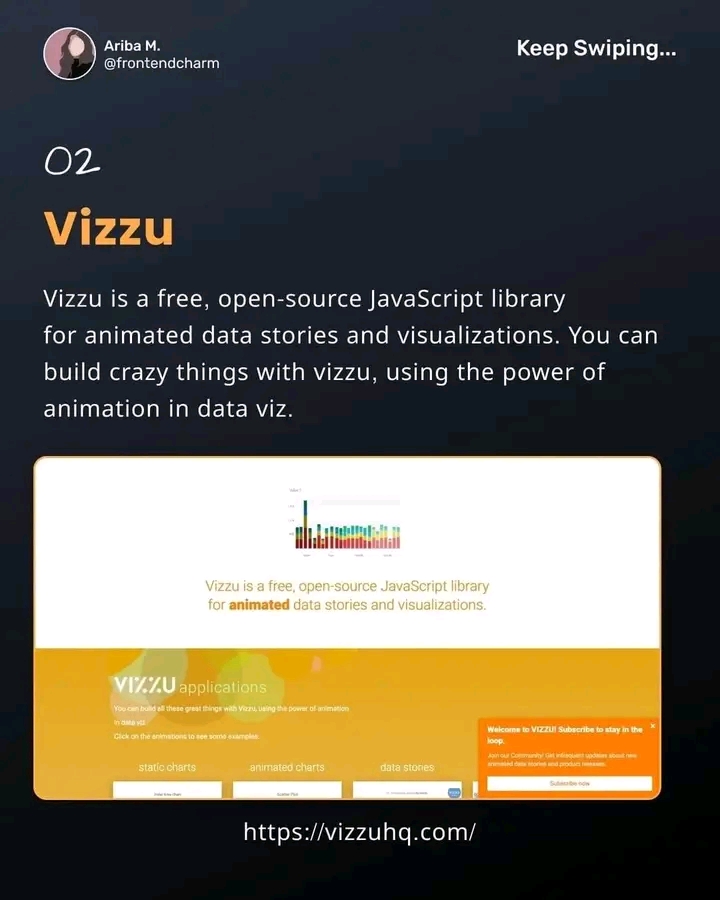 Ariba M.
@frontendcharm
Keep Swiping...
02
Vizzu
Vizzu is a free, open-source JavaScript library
for animated data stories and visualizations. You can
build crazy things with vizzu, using the power of
animation in data viz.
Vizzu is a free, open-source JavaScript library
for animated data stories and visualizations.
VIZZU applications
You can build all these great things with Vizzu, using the power of animation
in data viz.
Click on the animations to see some examples.
static charts
animated charts
data stories
Welcome to VIZZU! Subscribe to stay in the
loop.
Join our Community! Get infrequent updates about new
animated data stories and product releases.
Subscribe now
https://vizzuhq.com/